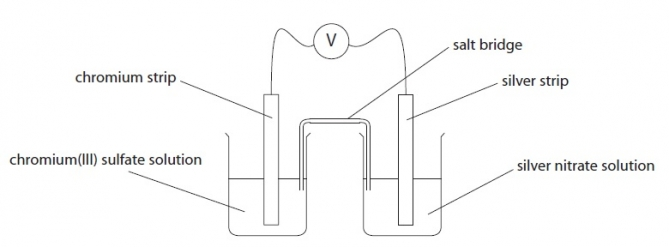 V
salt bridge
chromium strip
silver strip
chromium(III) sulfate solution
silver nitrate solution